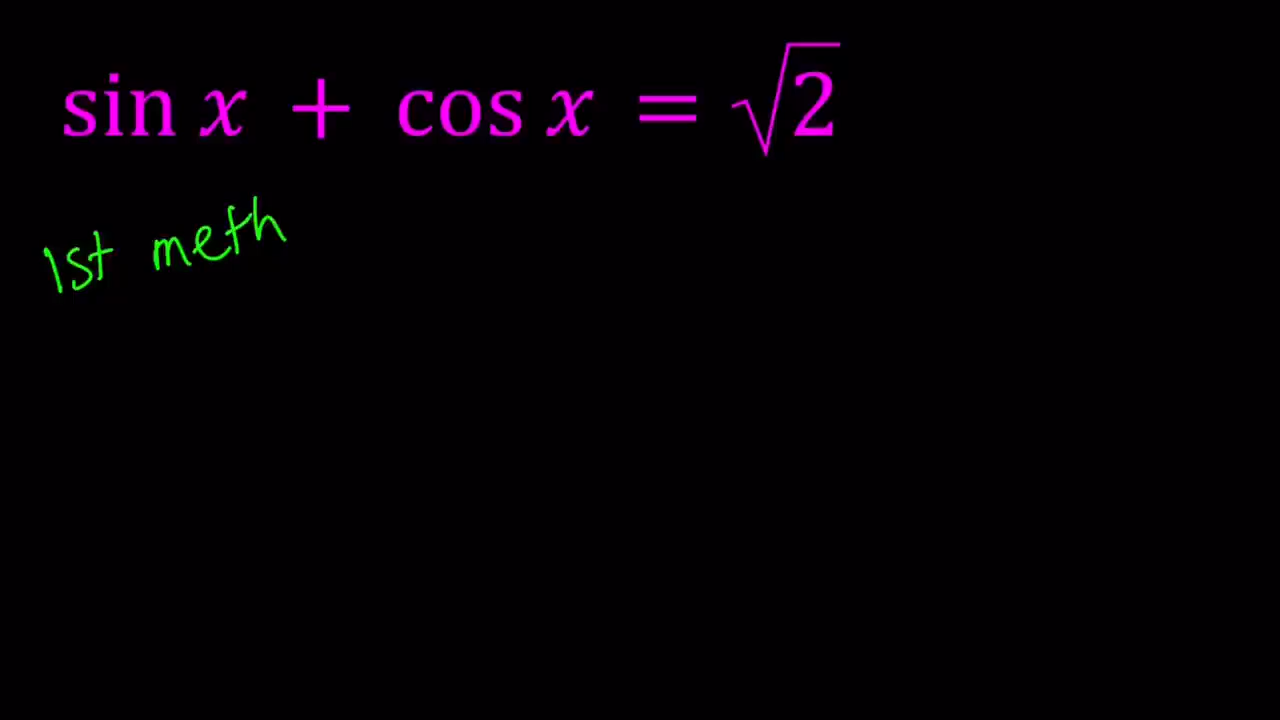 sin x + cos x = √2
1st meth